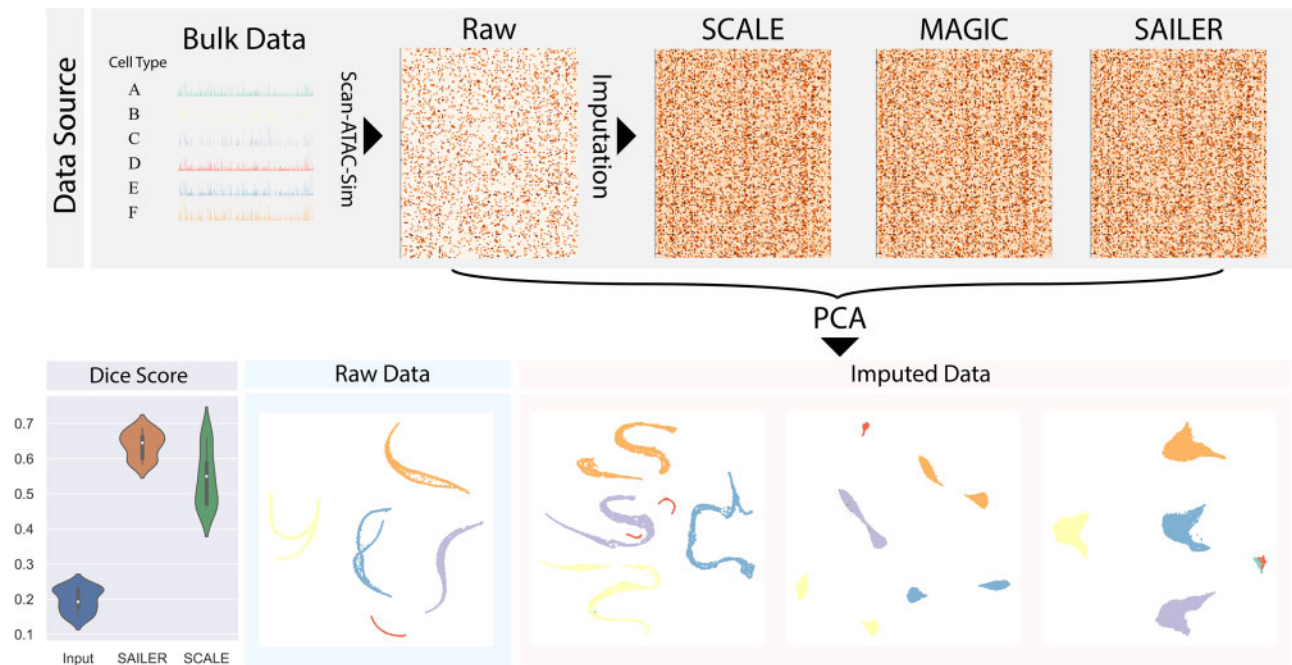 Data Source
Bulk Data
Cell Type
A
B
C
D
E
F
Scan-ATAC-Sim
Raw
Imputation
SCALE
MAGIC
SAILER
PCA
Dice Score
0.7
0.6
0.5
0.4
0.3
0.2
0.1
Input SAILER SCALE
Raw Data
Imputed Data